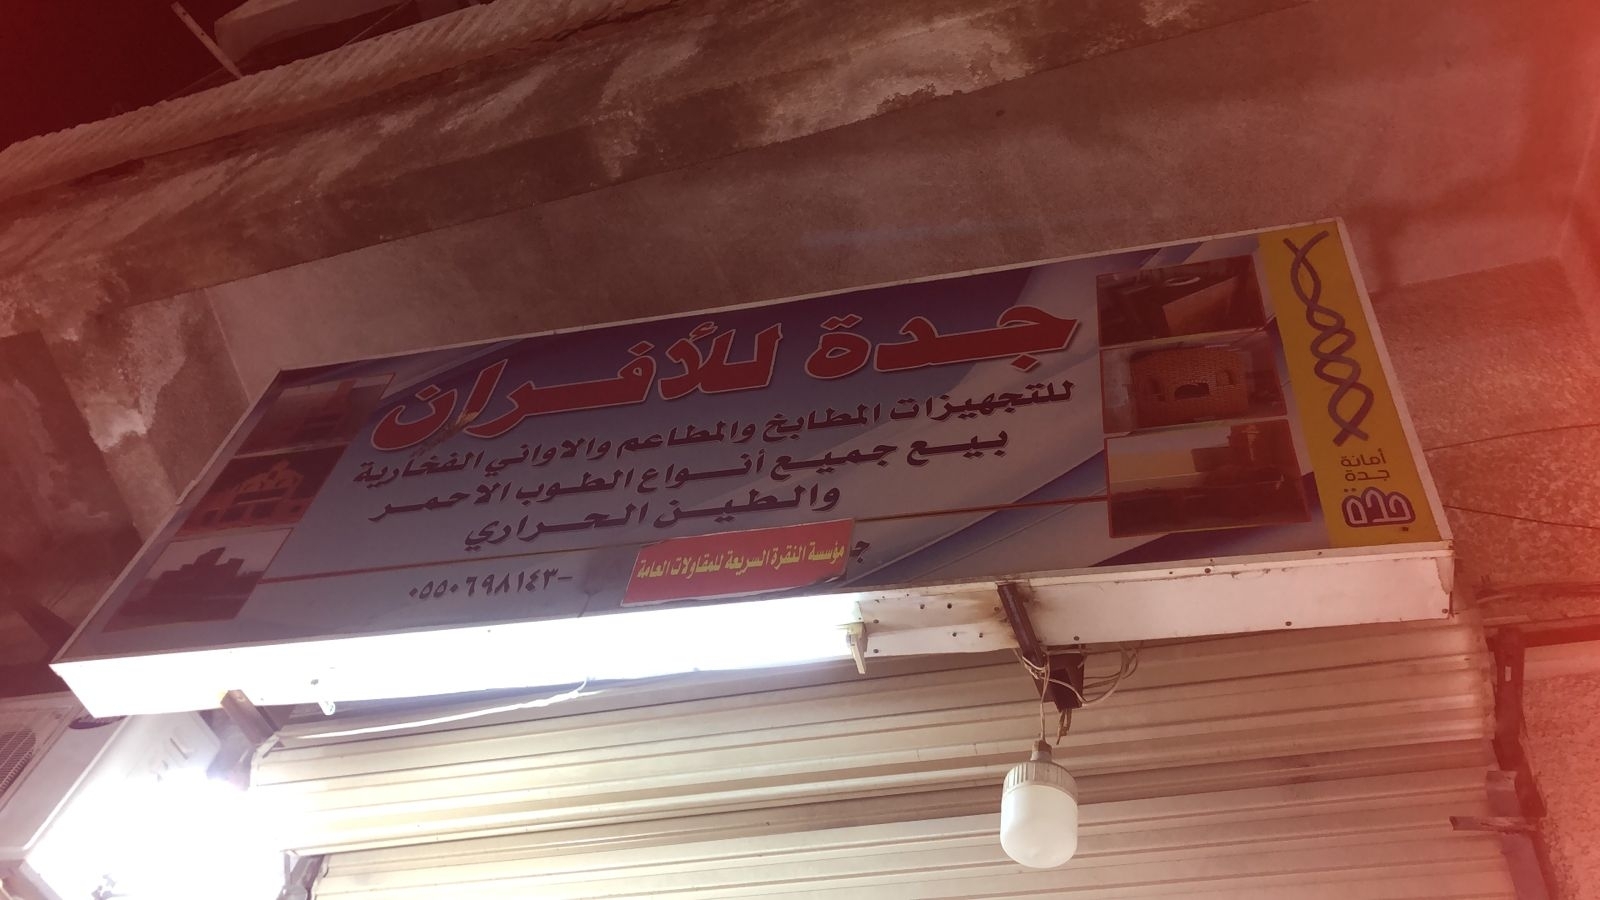 جدة للأفران
للتجهيزات المطابخ والمطاعم والاواني الفخارية
بيع جميع أنواع الطوب الاحمر
والطين الحراري
مؤسسة النقرة السريعة للمقاولات العامة
٠٥٥٠٦٩٨١٤٣-
أمانة
جدة
جدة